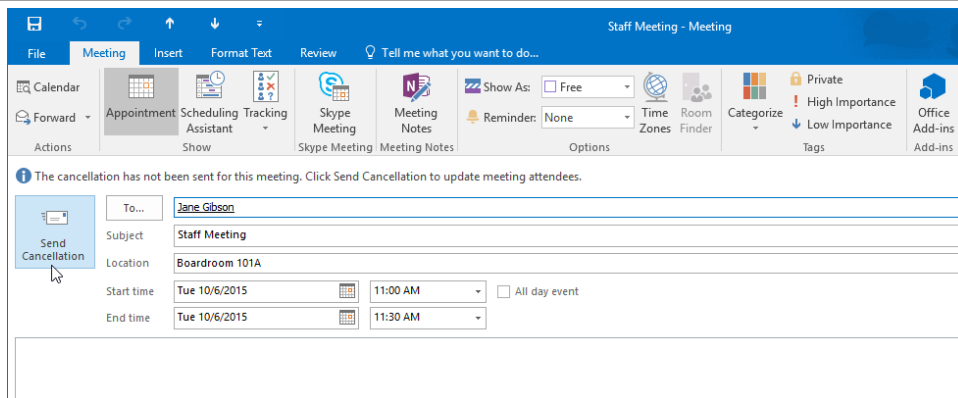 Staff Meeting - Meeting
File Meeting Insert Format Text Review Tell me what you want to do...
Calendar
Forward
Actions
Appointment Scheduling Assistant Tracking
Show
Skype Meeting
Skype Meeting
Meeting Notes
Meeting Notes
Show As: Free
Reminder: None
Time Zones
Room Finder
Options
Categorize
Private
High Importance
Low Importance
Tags
Office Add-ins
Add-ins
The cancellation has not been sent for this meeting. Click Send Cancellation to update meeting attendees.
Send Cancellation
To... Jane Gibson
Subject Staff Meeting
Location Boardroom 101A
Start time Tue 10/6/2015 11:00 AM All day event
End time Tue 10/6/2015 11:30 AM